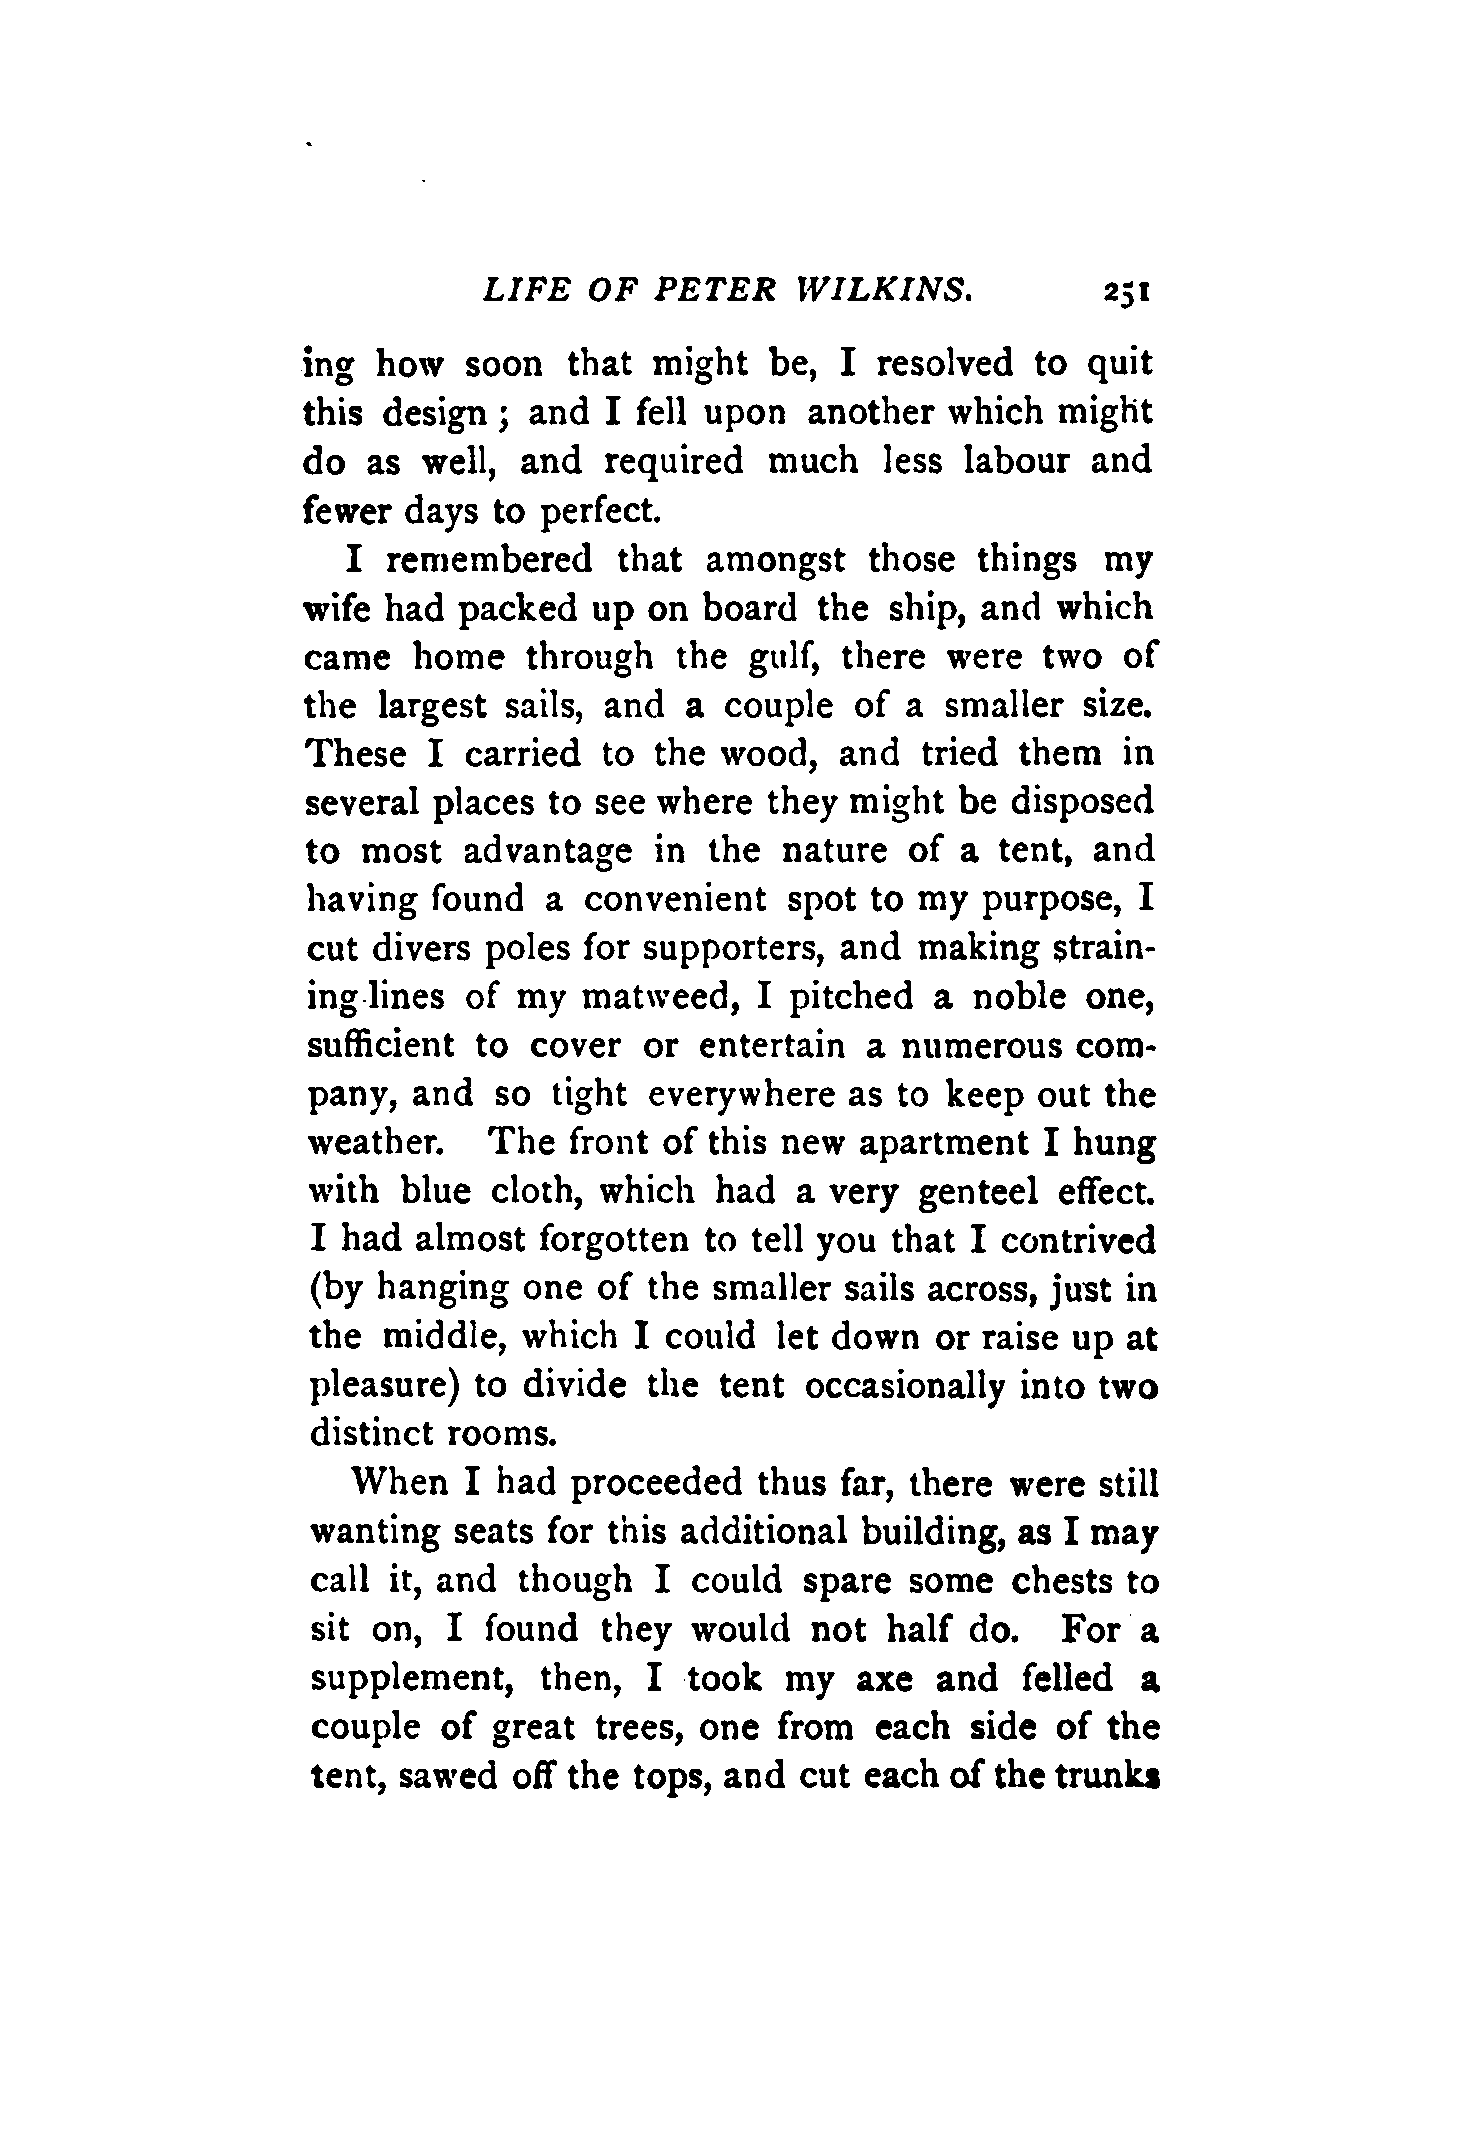 LIFE OF PETER WILKINS. 251
ing how soon that might be, I resolved to quit
this design ; and I fell upon another which might
do as well, and required much less labour and
fewer days to perfect.
I remembered that amongst those things my
wife had packed up on board the ship, and which
came home through the gulf, there were two of
the largest sails, and a couple of a smaller size.
These I carried to the wood, and tried them in
several places to see where they might be disposed
to most advantage in the nature of a tent, and
having found a convenient spot to my purpose, I
cut divers poles for supporters, and making strain-
ing-lines of my matweed, I pitched a noble one,
sufficient to cover or entertain a numerous com-
pany, and so tight everywhere as to keep out the
weather. The front of this new apartment I hung
with blue cloth, which had a very genteel effect.
I had almost forgotten to tell you that I contrived
(by hanging one of the smaller sails across, just in
the middle, which I could let down or raise up at
pleasure) to divide the tent occasionally into two
distinct rooms.
When I had proceeded thus far, there were still
wanting seats for this additional building, as I may
call it, and though I could spare some chests to
sit on, I found they would not half do. For a
supplement, then, I took my axe and felled a
couple of great trees, one from each side of the
tent, sawed off the tops, and cut each of the trunks